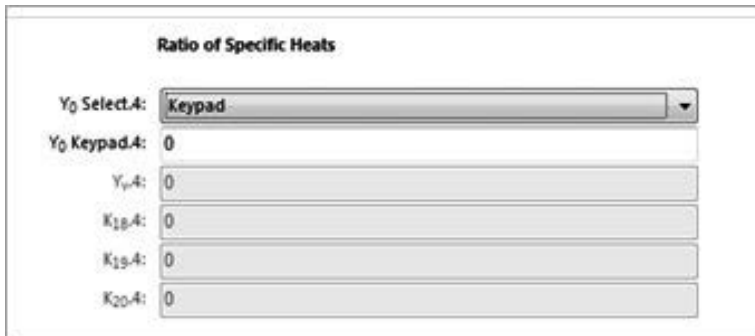 Ratio of Specific Heats
Y₀ Select.4: Keypad
Y₀ Keypad.4: 0
Yᵥ.4: 0
K₁₈.4: 0
K₁₉.4: 0
K₂₀.4: 0